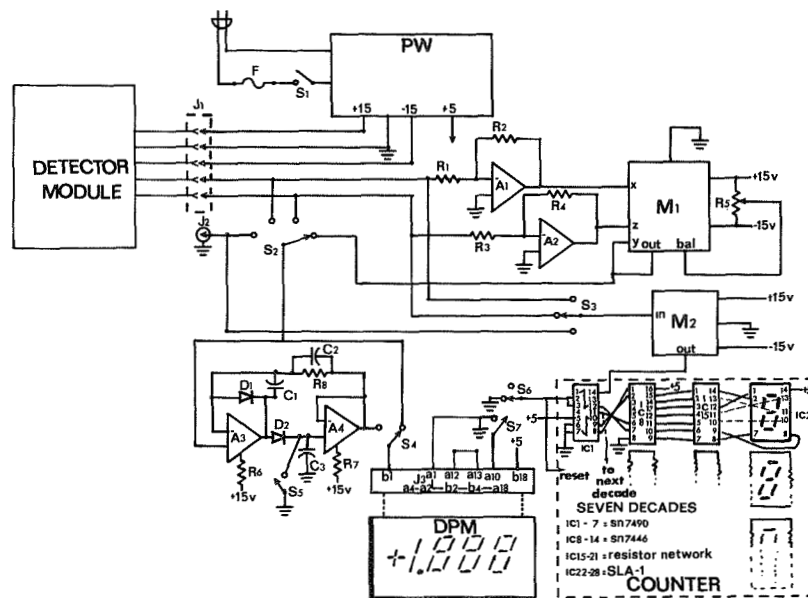 PW
F
S1
+15
-15
+5
J1
DETECTOR
MODULE
J2
R1
R2
A1
R3
R4
A2
x
z
y out
bal
M1
+15v
R5
-15v
S2
S3
in
M2
out
+15v
-15v
C2
R8
D1
C1
A3
D2
A4
C3
R6
+15v
S5
R7
+15v
S4
S6
S7
+5
+5
b1
J3
a1
a12
a13
a10
b18
a4-a2-b2-b4-a18
DPM
+1.888
IC1
reset
to
next
decade
+5
SEVEN DECADES
IC1-7 = sn7490
IC8-14 = sn7446
IC15-21 = resistor network
IC22-28 = SLA-1
COUNTER